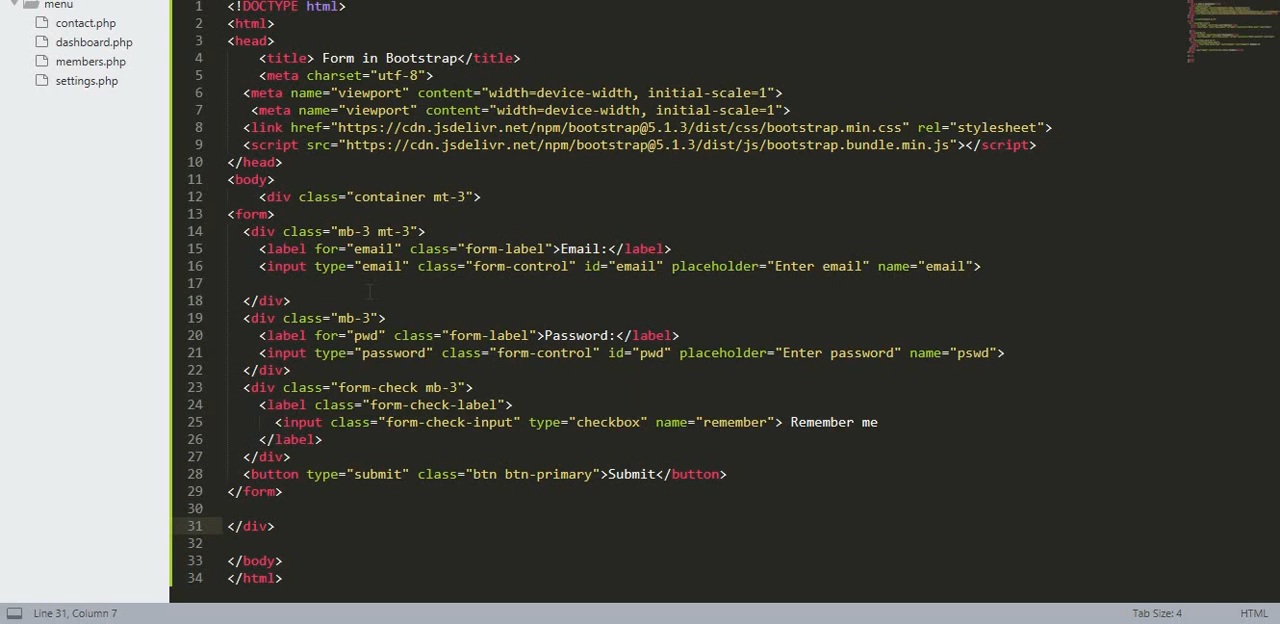 menu
contact.php
dashboard.php
members.php
settings.php
1 <!DOCTYPE html>
2 <html>
3 <head>
4     <title> Form in Bootstrap</title>
5     <meta charset="utf-8">
6   <meta name="viewport" content="width=device-width, initial-scale=1">
7    <meta name="viewport" content="width=device-width, initial-scale=1">
8   <link href="https://cdn.jsdelivr.net/npm/bootstrap@5.1.3/dist/css/bootstrap.min.css" rel="stylesheet">
9   <script src="https://cdn.jsdelivr.net/npm/bootstrap@5.1.3/dist/js/bootstrap.bundle.min.js"></script>
10 </head>
11 <body>
12     <div class="container mt-3">
13 <form>
14   <div class="mb-3 mt-3">
15     <label for="email" class="form-label">Email:</label>
16     <input type="email" class="form-control" id="email" placeholder="Enter email" name="email">
17
18   </div>
19   <div class="mb-3">
20     <label for="pwd" class="form-label">Password:</label>
21     <input type="password" class="form-control" id="pwd" placeholder="Enter password" name="pswd">
22   </div>
23   <div class="form-check mb-3">
24     <label class="form-check-label">
25       <input class="form-check-input" type="checkbox" name="remember"> Remember me
26     </label>
27   </div>
28   <button type="submit" class="btn btn-primary">Submit</button>
29 </form>
30
31 </div>
32
33 </body>
34 </html>
Line 31, Column 7
Tab Size: 4
HTML